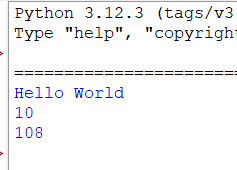 Python 3.12.3 (tags/v3
Type "help", "copyright
=======================
Hello World
10
108